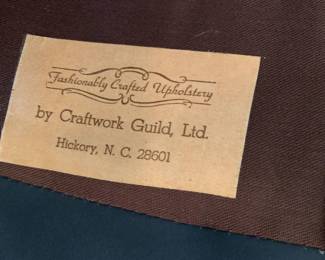 Fashionably Crafted Upholstery
by Craftwork Guild, Ltd.
Hickory, N. C. 28601